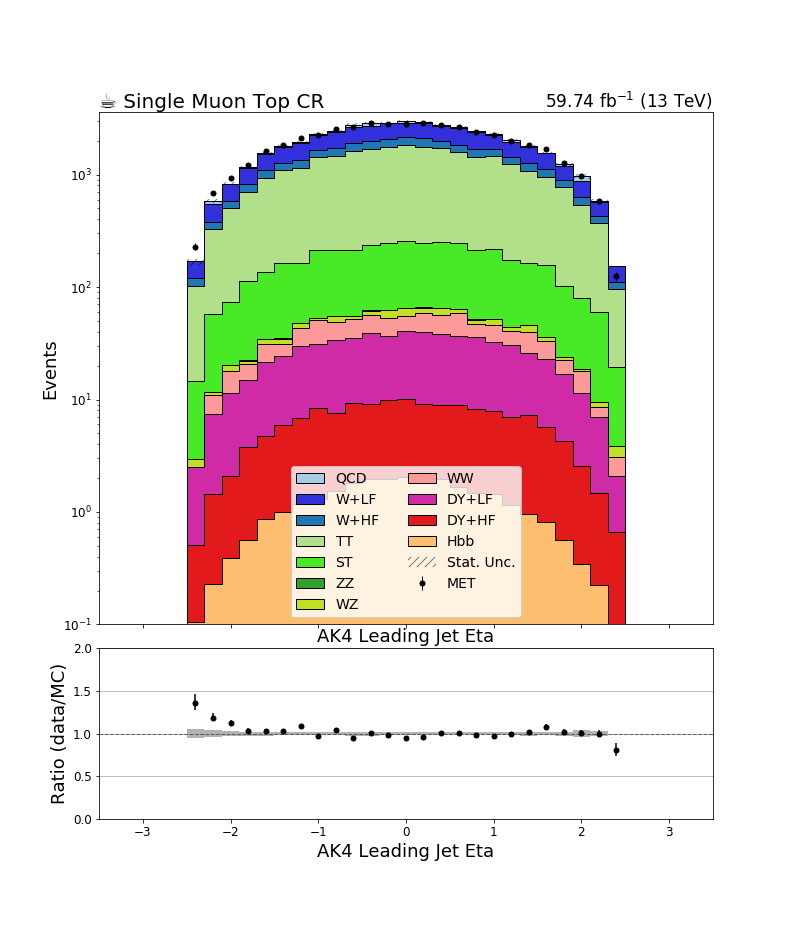 ☕ Single Muon Top CR 59.74 fb⁻¹ (13 TeV)
Events
10³
10²
10¹
10⁰
10⁻¹
QCD WW
W+LF DY+LF
W+HF DY+HF
TT Hbb
ST Stat. Unc.
ZZ MET
WZ
AK4 Leading Jet Eta
Ratio (data/MC)
2.0
1.5
1.0
0.5
0.0
−3 −2 −1 0 1 2 3
AK4 Leading Jet Eta